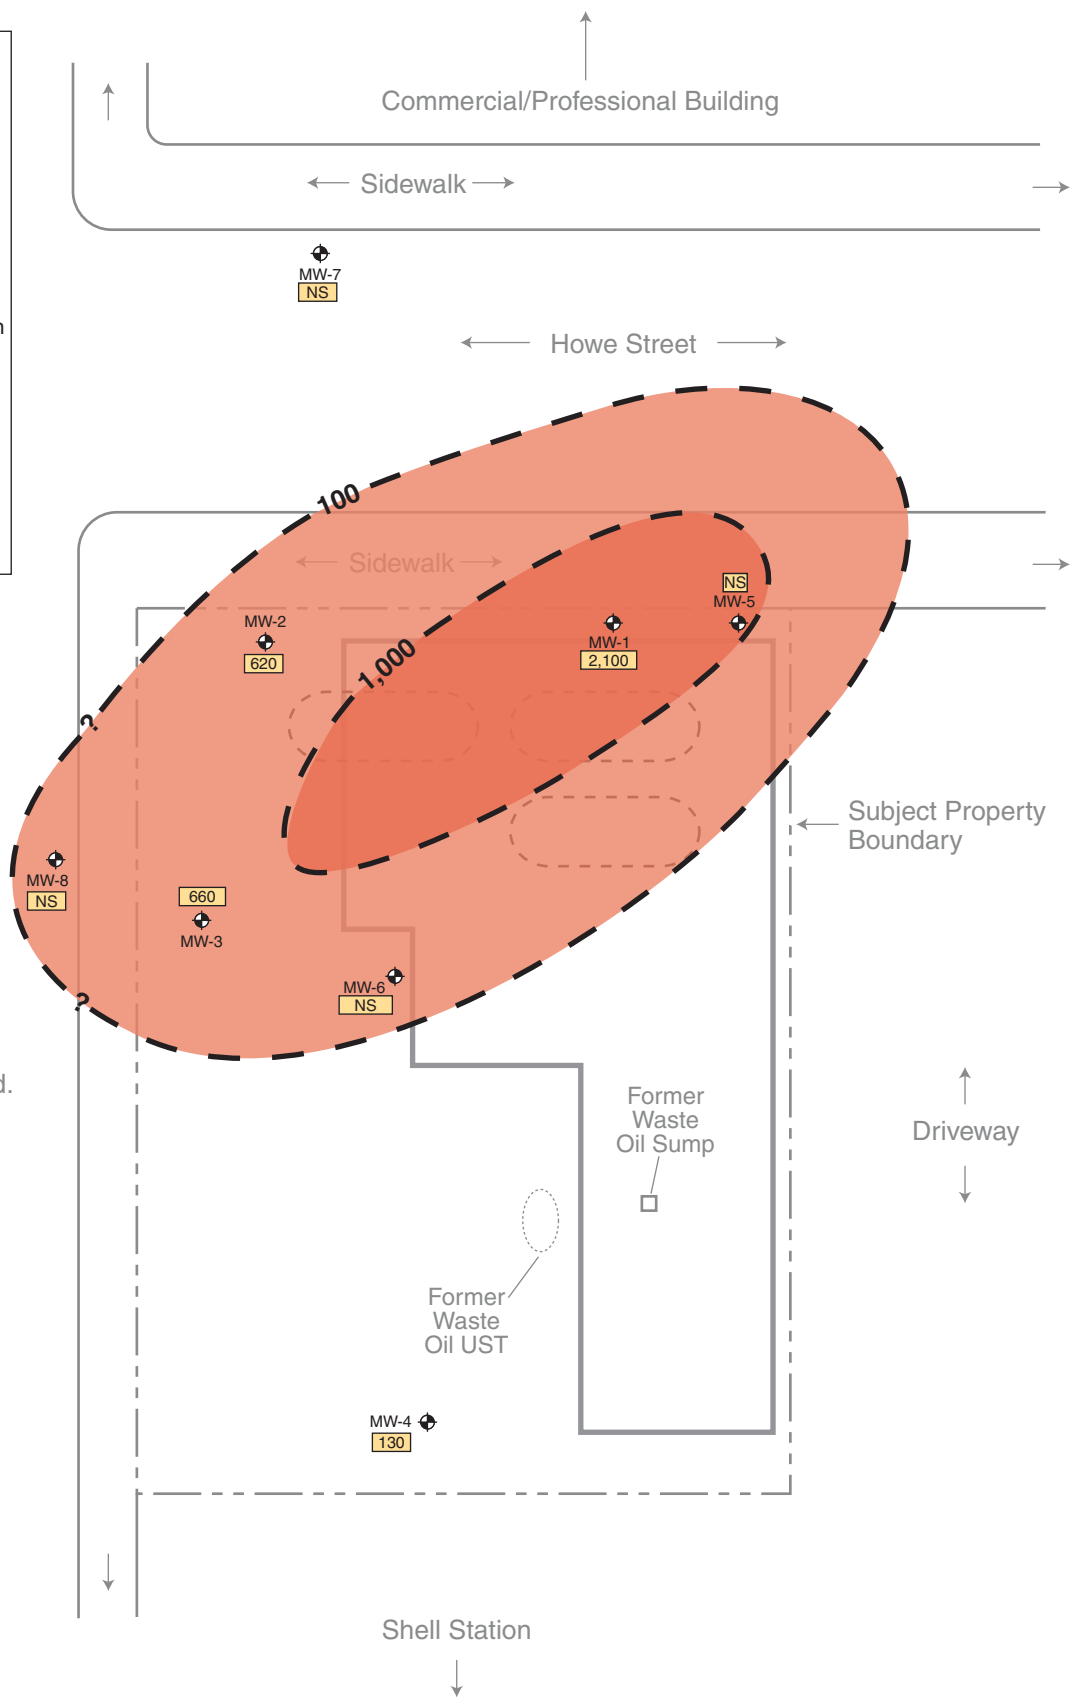 Commercial/Professional Building
Sidewalk
MW-7
NS
n
Howe Street
100
Sidewalk
NS
MW-5
MW-2
620
MW-1
2,100
1,000
?
Subject Property
Boundary
MW-8
NS
660
MW-3
MW-6
NS
?
d.
Former
Waste
Oil Sump
Driveway
Former
Waste
Oil UST
MW-4
130
Shell Station